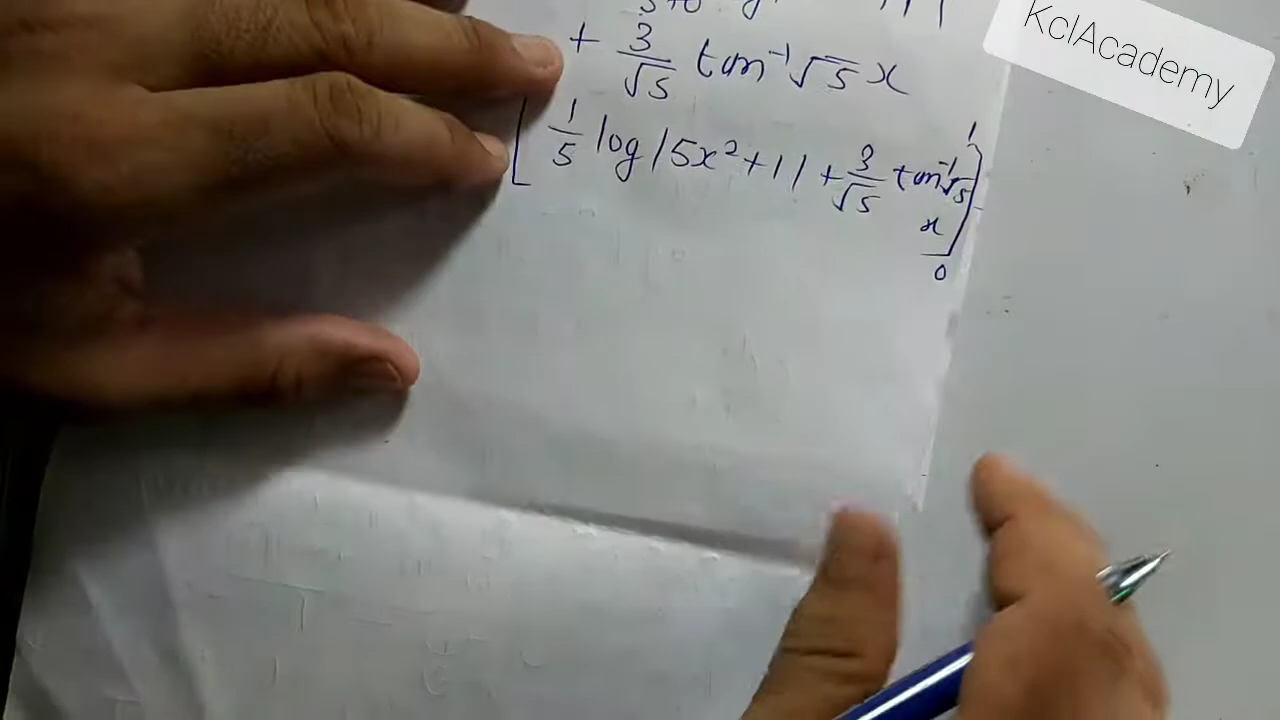 KclAcademy
+ 3/√5 tan⁻¹ √5 x
[ 1/5 log |5x² + 1| + 3/√5 tan⁻¹ √5
x ]₀¹